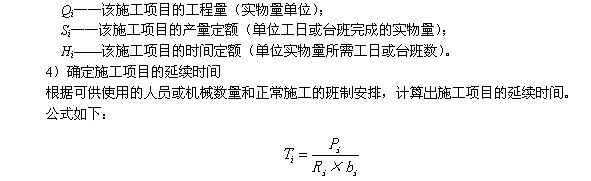 Qi——该施工项目的工程量（实物量单位）；
Si——该施工项目的产量定额（单位工日或台班完成的实物量）；
Hi——该施工项目的时间定额（单位实物量所需工日或台班数）。
4）确定施工项目的延续时间
根据可供使用的人员或机械数量和正常施工的班制安排，计算出施工项目的延续时间。
公式如下：
Ti = Pi / (Ri × bi)